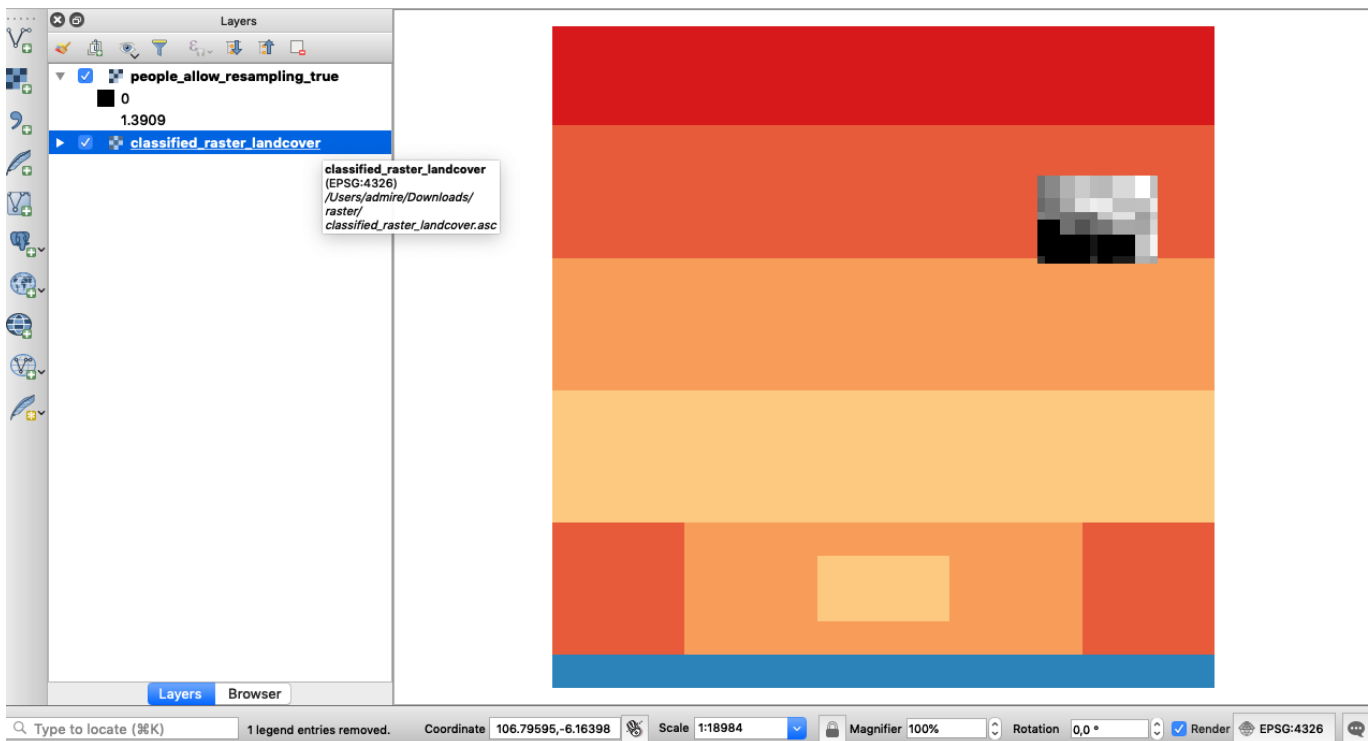 Layers
people_allow_resampling_true
0
1.3909
classified_raster_landcover
classified_raster_landcover
(EPSG:4326)
/Users/admire/Downloads/
raster/
classified_raster_landcover.asc
Layers Browser
Type to locate (⌘K) 1 legend entries removed. Coordinate 106.79595,-6.16398 Scale 1:18984 Magnifier 100% Rotation 0,0 ° Render EPSG:4326